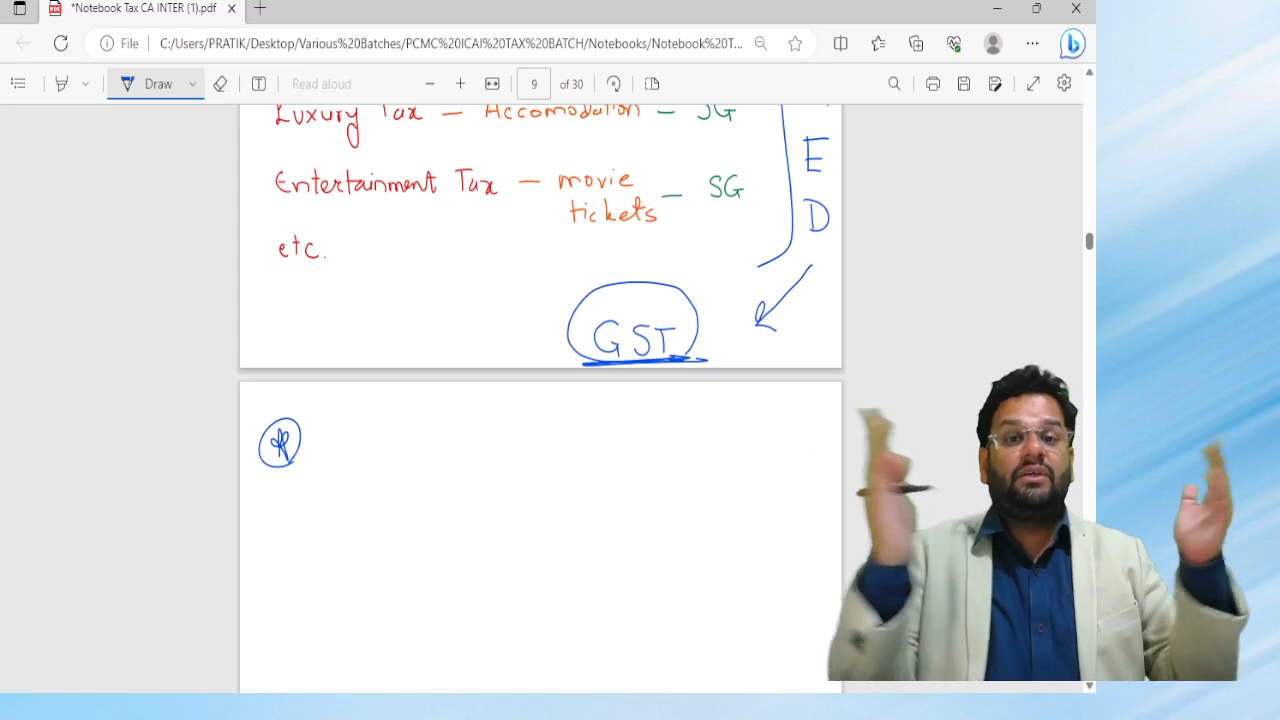 *Notebook Tax CA INTER (1).pdf
File C:/Users/PRATIK/Desktop/Various%20Batches/PCMC%20ICAI%20TAX%20BATCH/Notebooks/Notebook%20T...
Draw Read aloud 9 of 30
Luxury Tax — Accomodation — SG
Entertainment Tax — movie tickets — SG
etc.
E
D
GST